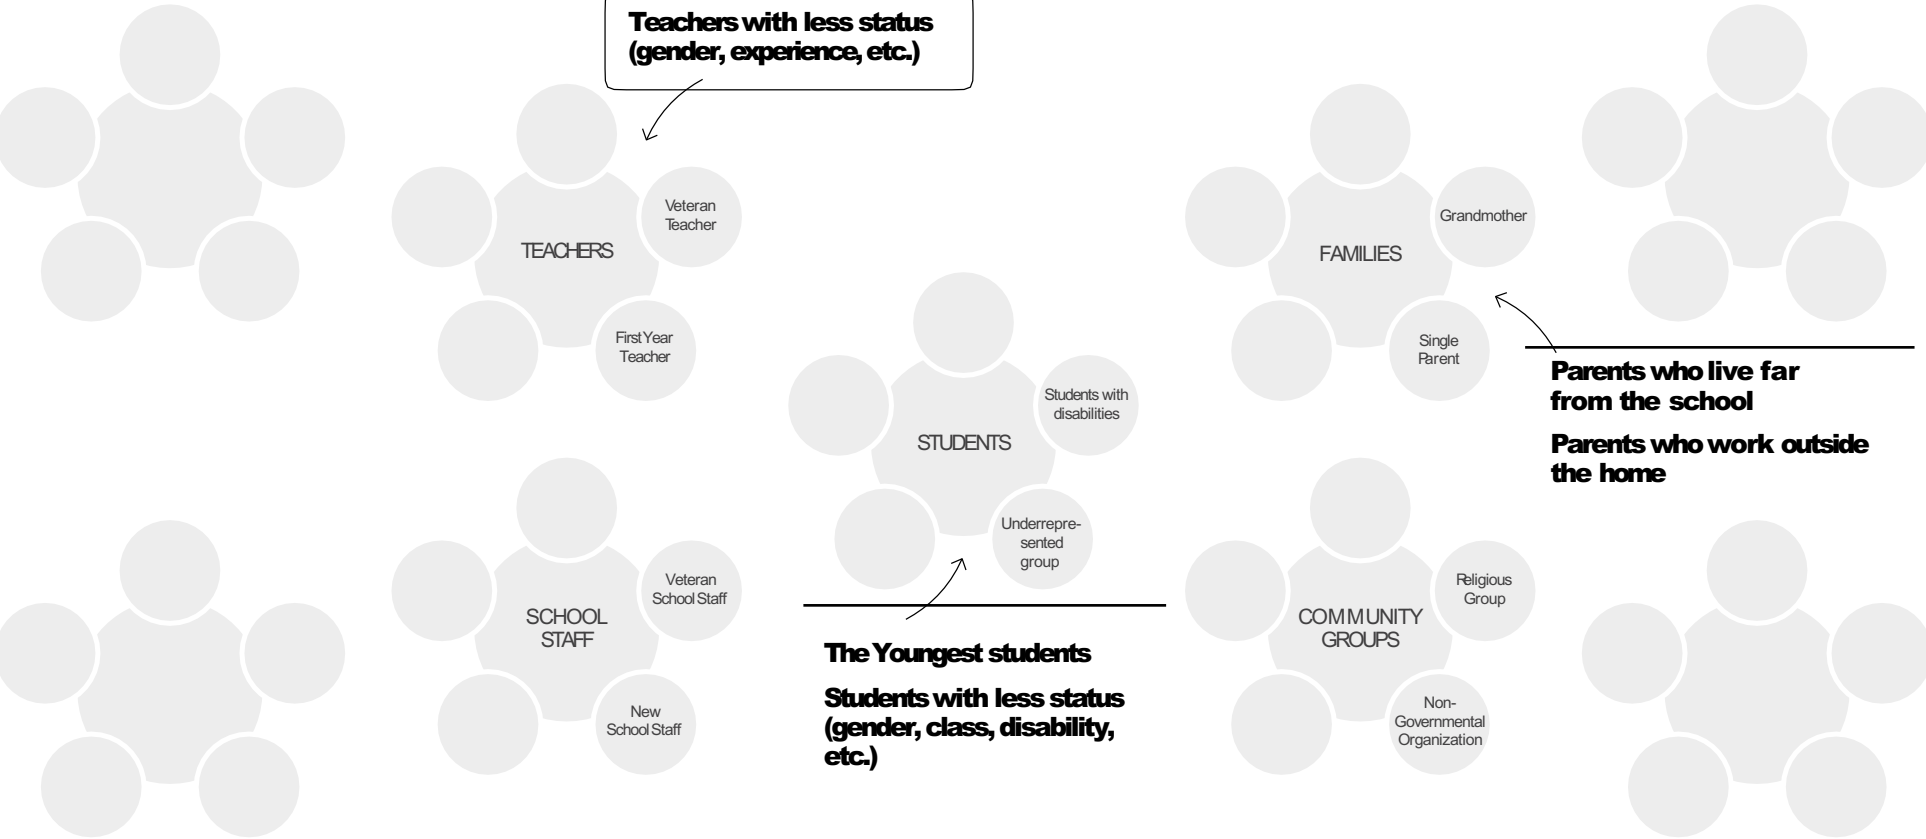 Teachers with less status
(gender, experience, etc.)
Veteran
Teacher
TEACHERS
First Year
Teacher
Grandmother
FAMILIES
Single
Parent
Parents who live far
from the school
Parents who work outside
the home
Students with
disabilities
STUDENTS
Underrepre-
sented
group
The Youngest students
Students with less status
(gender, class, disability,
etc.)
Veteran
School Staff
SCHOOL
STAFF
New
School Staff
Religious
Group
COMMUNITY
GROUPS
Non-
Governmental
Organization